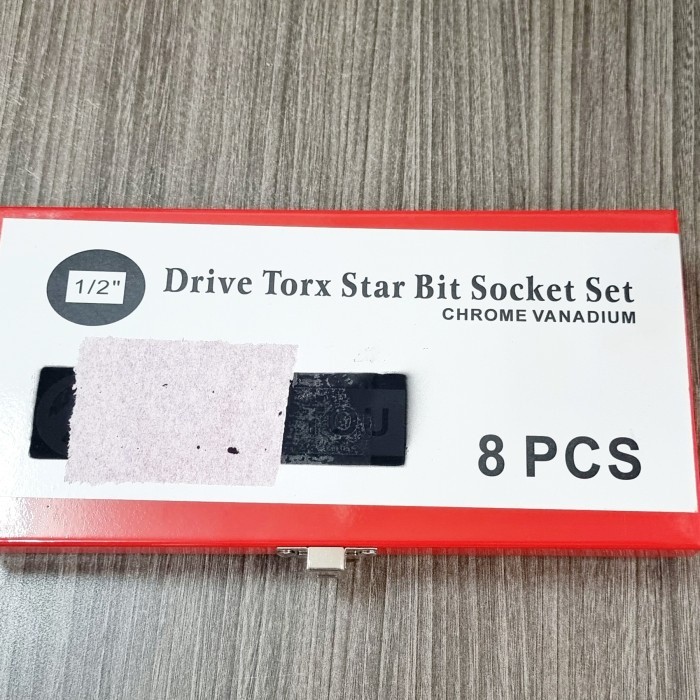 1/2"
Drive Torx Star Bit Socket Set
CHROME VANADIUM
8 PCS